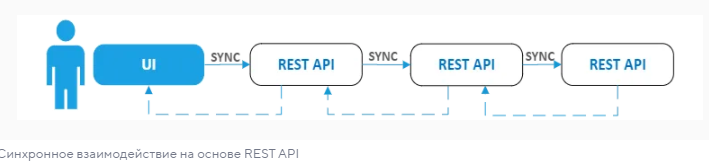 UI SYNC REST API SYNC REST API SYNC REST API
Синхронное взаимодействие на основе REST API